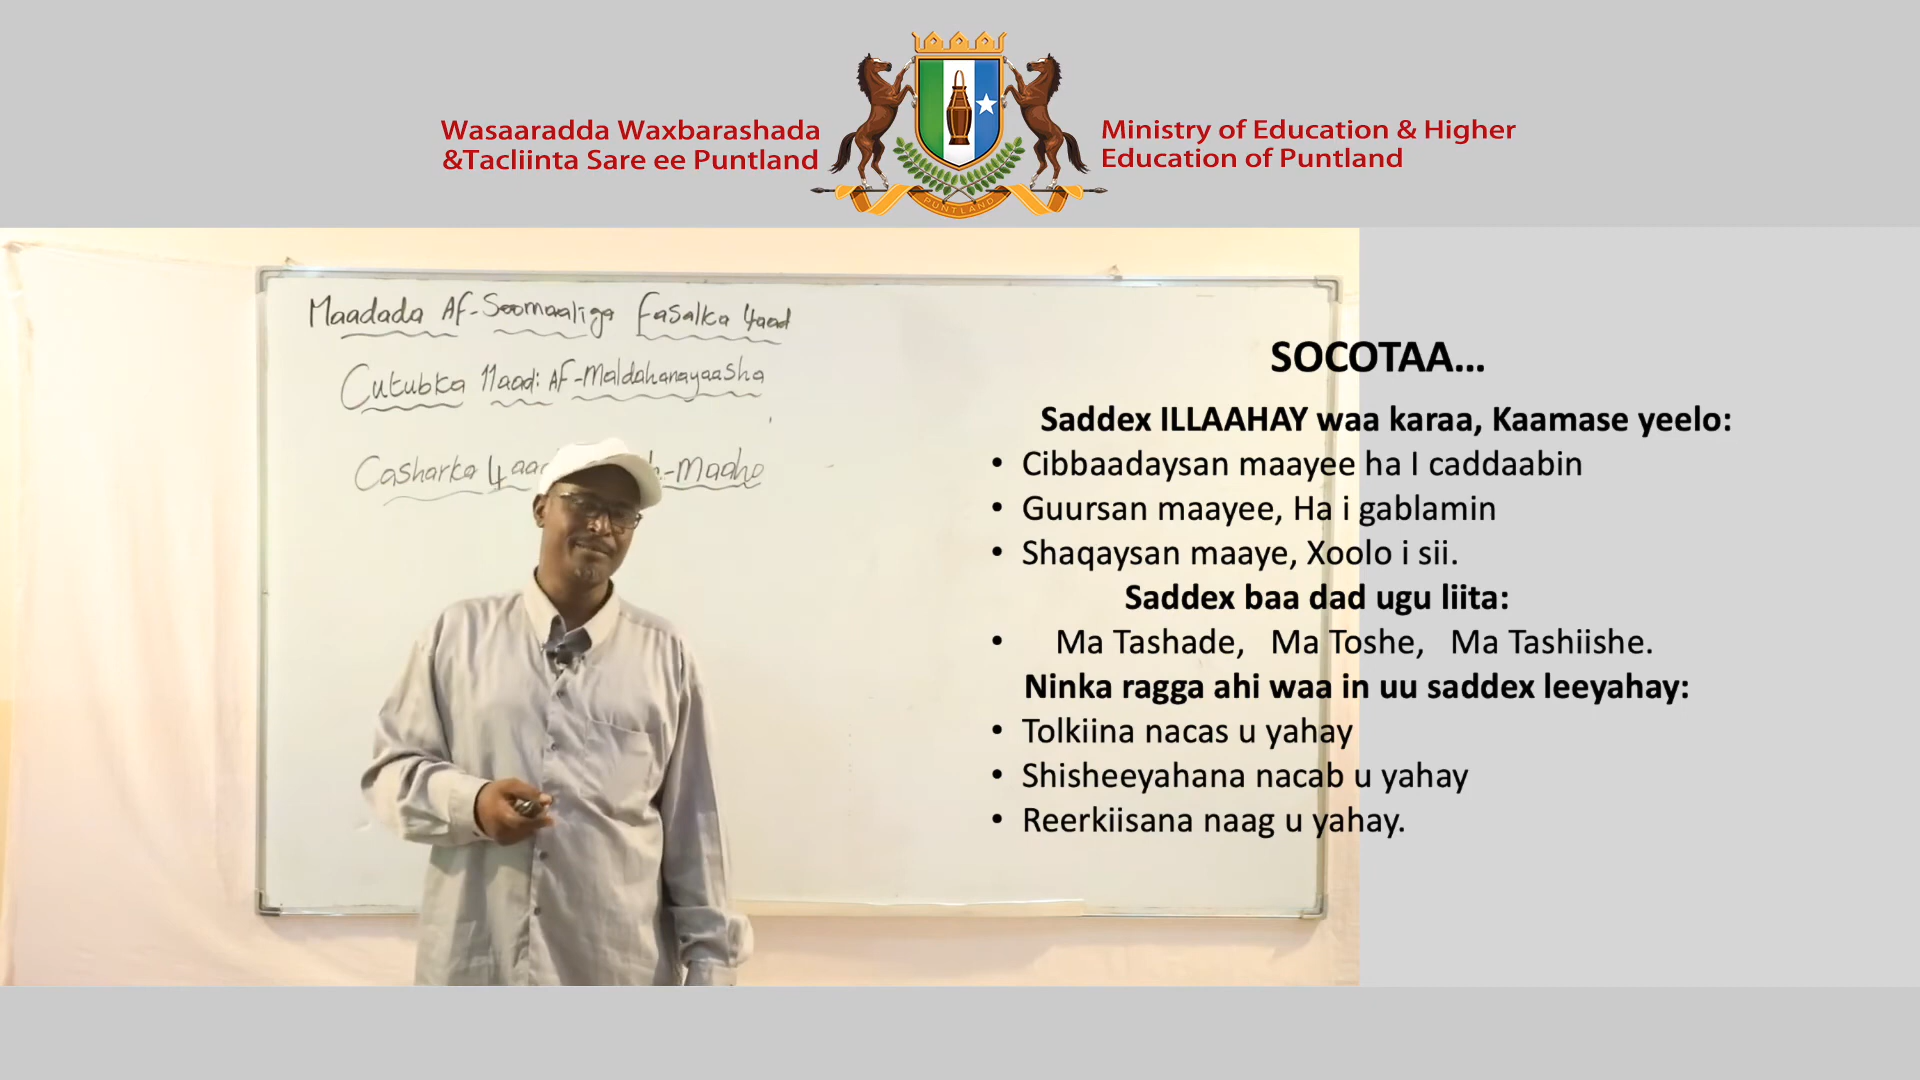 Wasaaradda Waxbarashada
&Tacliinta Sare ee Puntland
Ministry of Education & Higher
Education of Puntland
PUNTLAND
Maadada Af-Soomaaliga Fasalka 4aad
Cutubka 11aad: Af-Maldahanayaasha
Casharka 4aad
-Maaho
SOCOTAA...
Saddex ILLAAHAY waa karaa, Kaamase yeelo:
• Cibbaadaysan maayee ha I caddaabin
• Guursan maayee, Ha i gablamin
• Shaqaysan maaye, Xoolo i sii.
Saddex baa dad ugu liita:
• Ma Tashade, Ma Toshe, Ma Tashiishe.
Ninka ragga ahi waa in uu saddex leeyahay:
• Tolkiina nacas u yahay
• Shisheeyahana nacab u yahay
• Reerkiisana naag u yahay.